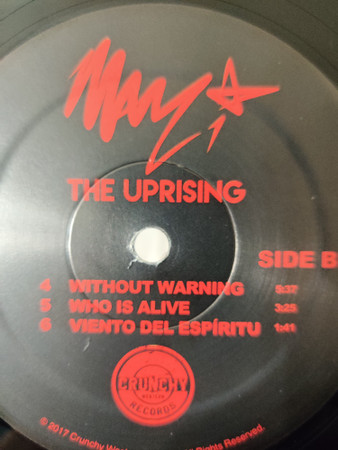 THE UPRISING
SIDE B
4 WITHOUT WARNING 5:37
5 WHO IS ALIVE 3:25
6 VIENTO DEL ESPÍRITU 1:41
CRUNCHY
RECORDS
© 2017 Crunchy Rights Reserved.